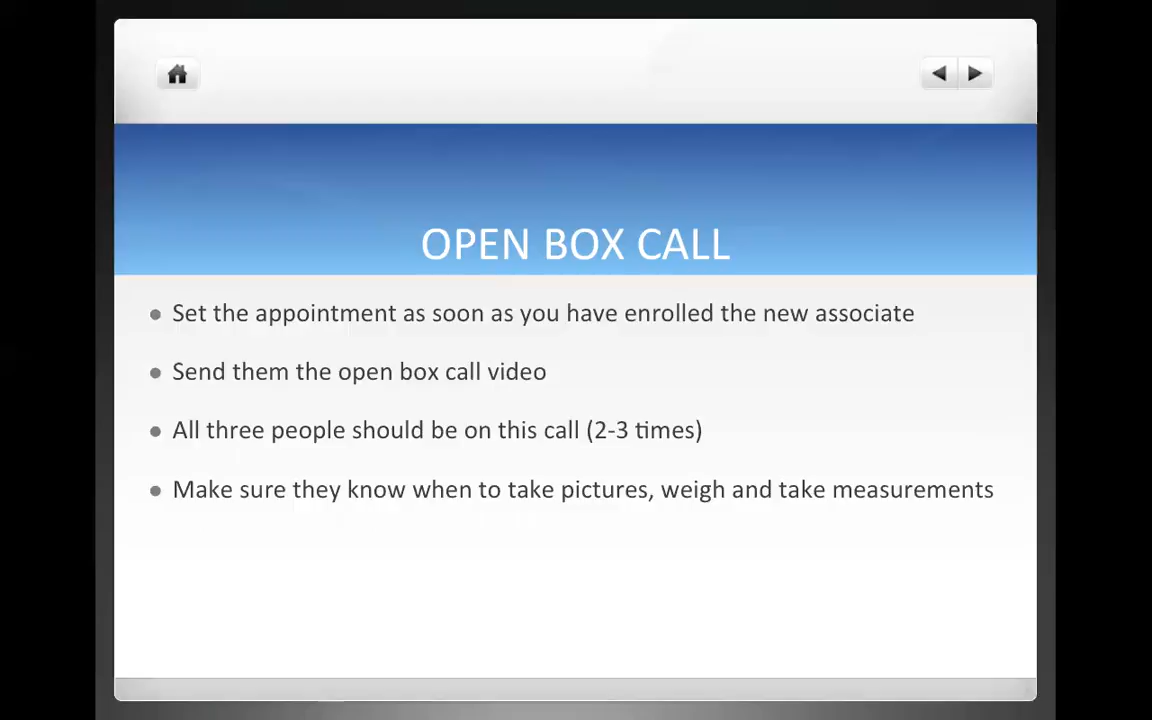 OPEN BOX CALL
Set the appointment as soon as you have enrolled the new associate
Send them the open box call video
All three people should be on this call (2-3 times)
Make sure they know when to take pictures, weigh and take measurements